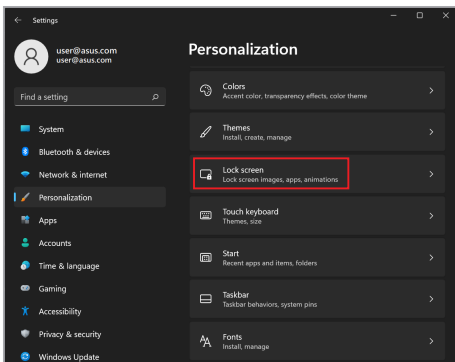 Settings
user@asus.com
user@asus.com
Find a setting
System
Bluetooth & devices
Network & internet
Personalization
Apps
Accounts
Time & language
Gaming
Accessibility
Privacy & security
Windows Update
Personalization
Colors
Accent color, transparency effects, color theme
Themes
Install, create, manage
Lock screen
Lock screen images, apps, animations
Touch keyboard
Themes, size
Start
Recent apps and items, folders
Taskbar
Taskbar behaviors, system pins
Fonts
Install, manage